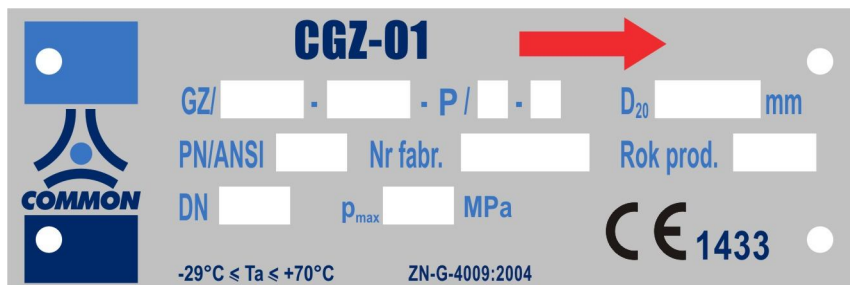 CGZ-01
GZ/ - - P / -
D20 mm
PN/ANSI Nr fabr. Rok prod.
COMMON
DN pmax MPa
CE 1433
-29°C ≤ Ta ≤ +70°C ZN-G-4009:2004